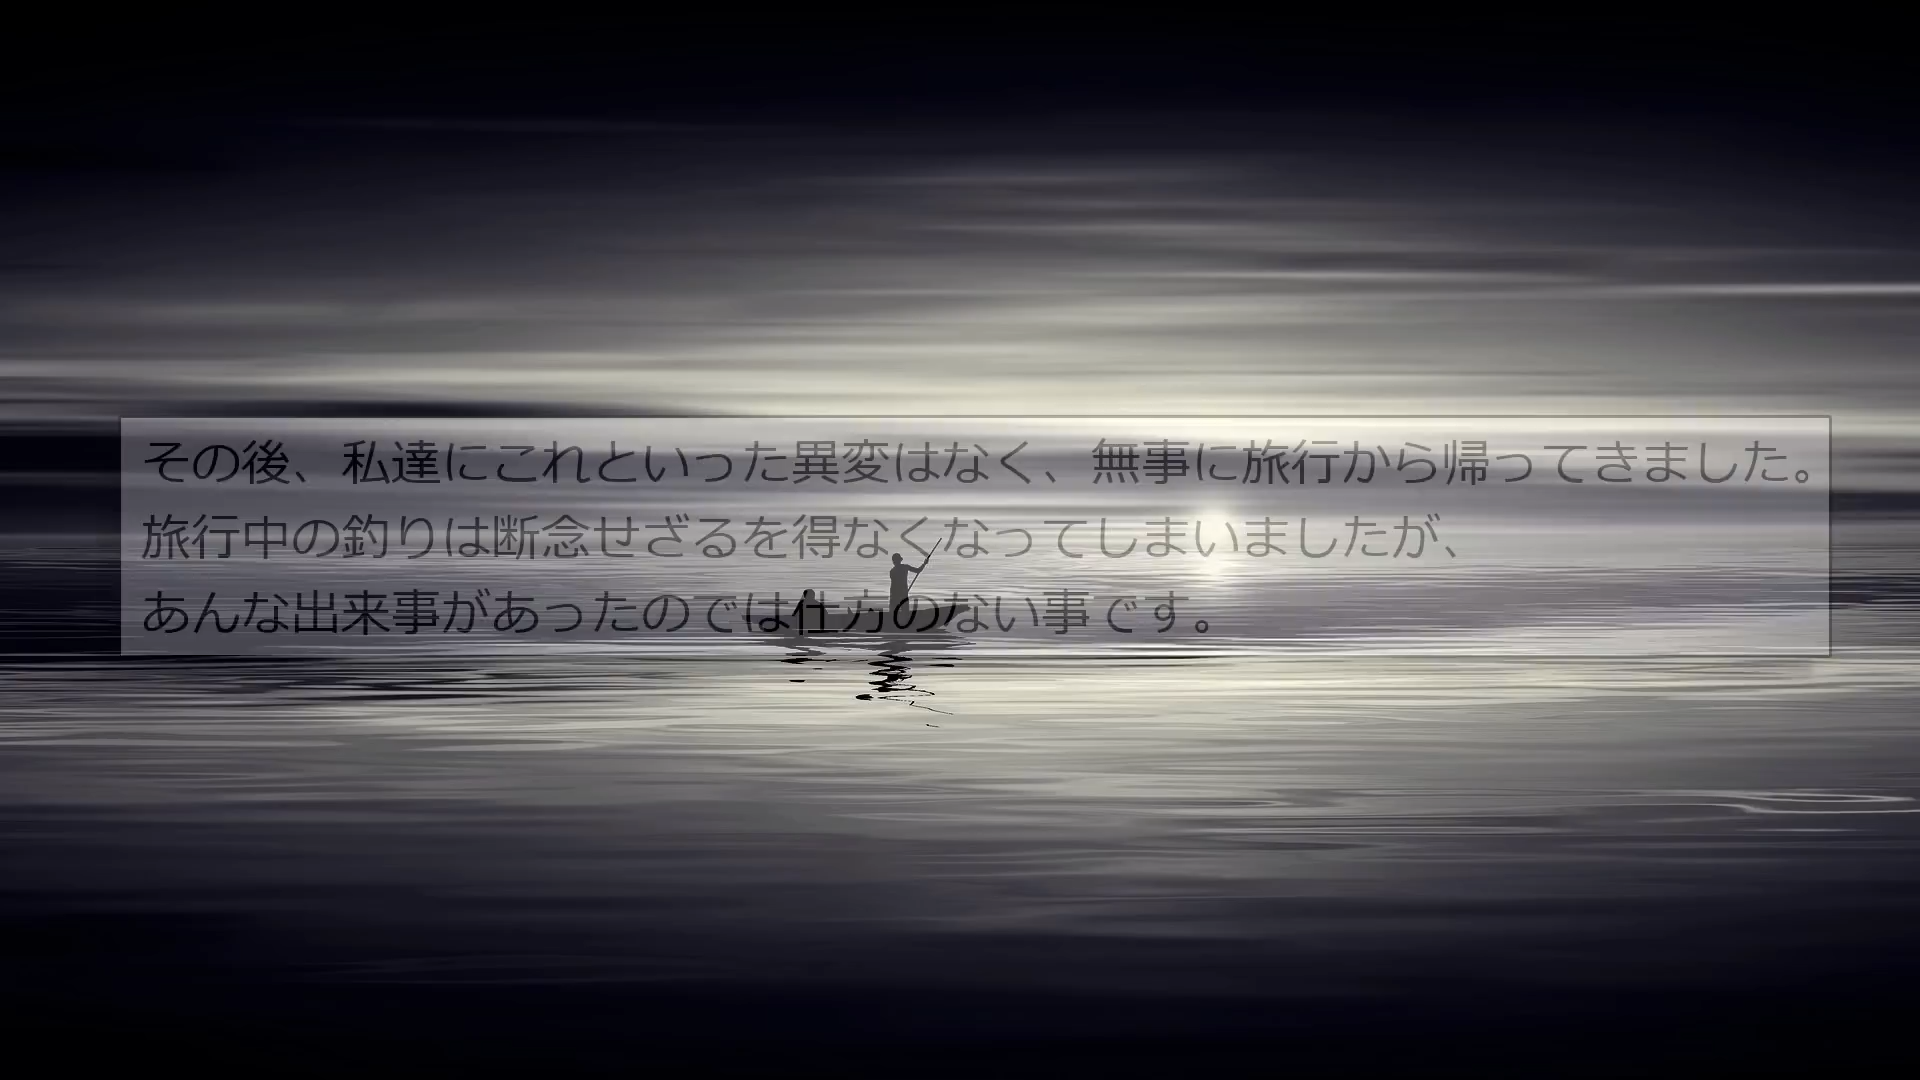 その後、私達にこれといった異変はなく、無事に旅行から帰ってきました。
旅行中の釣りは断念せざるを得なくなってしまいましたが、
あんな出来事があったのでは仕方のない事です。